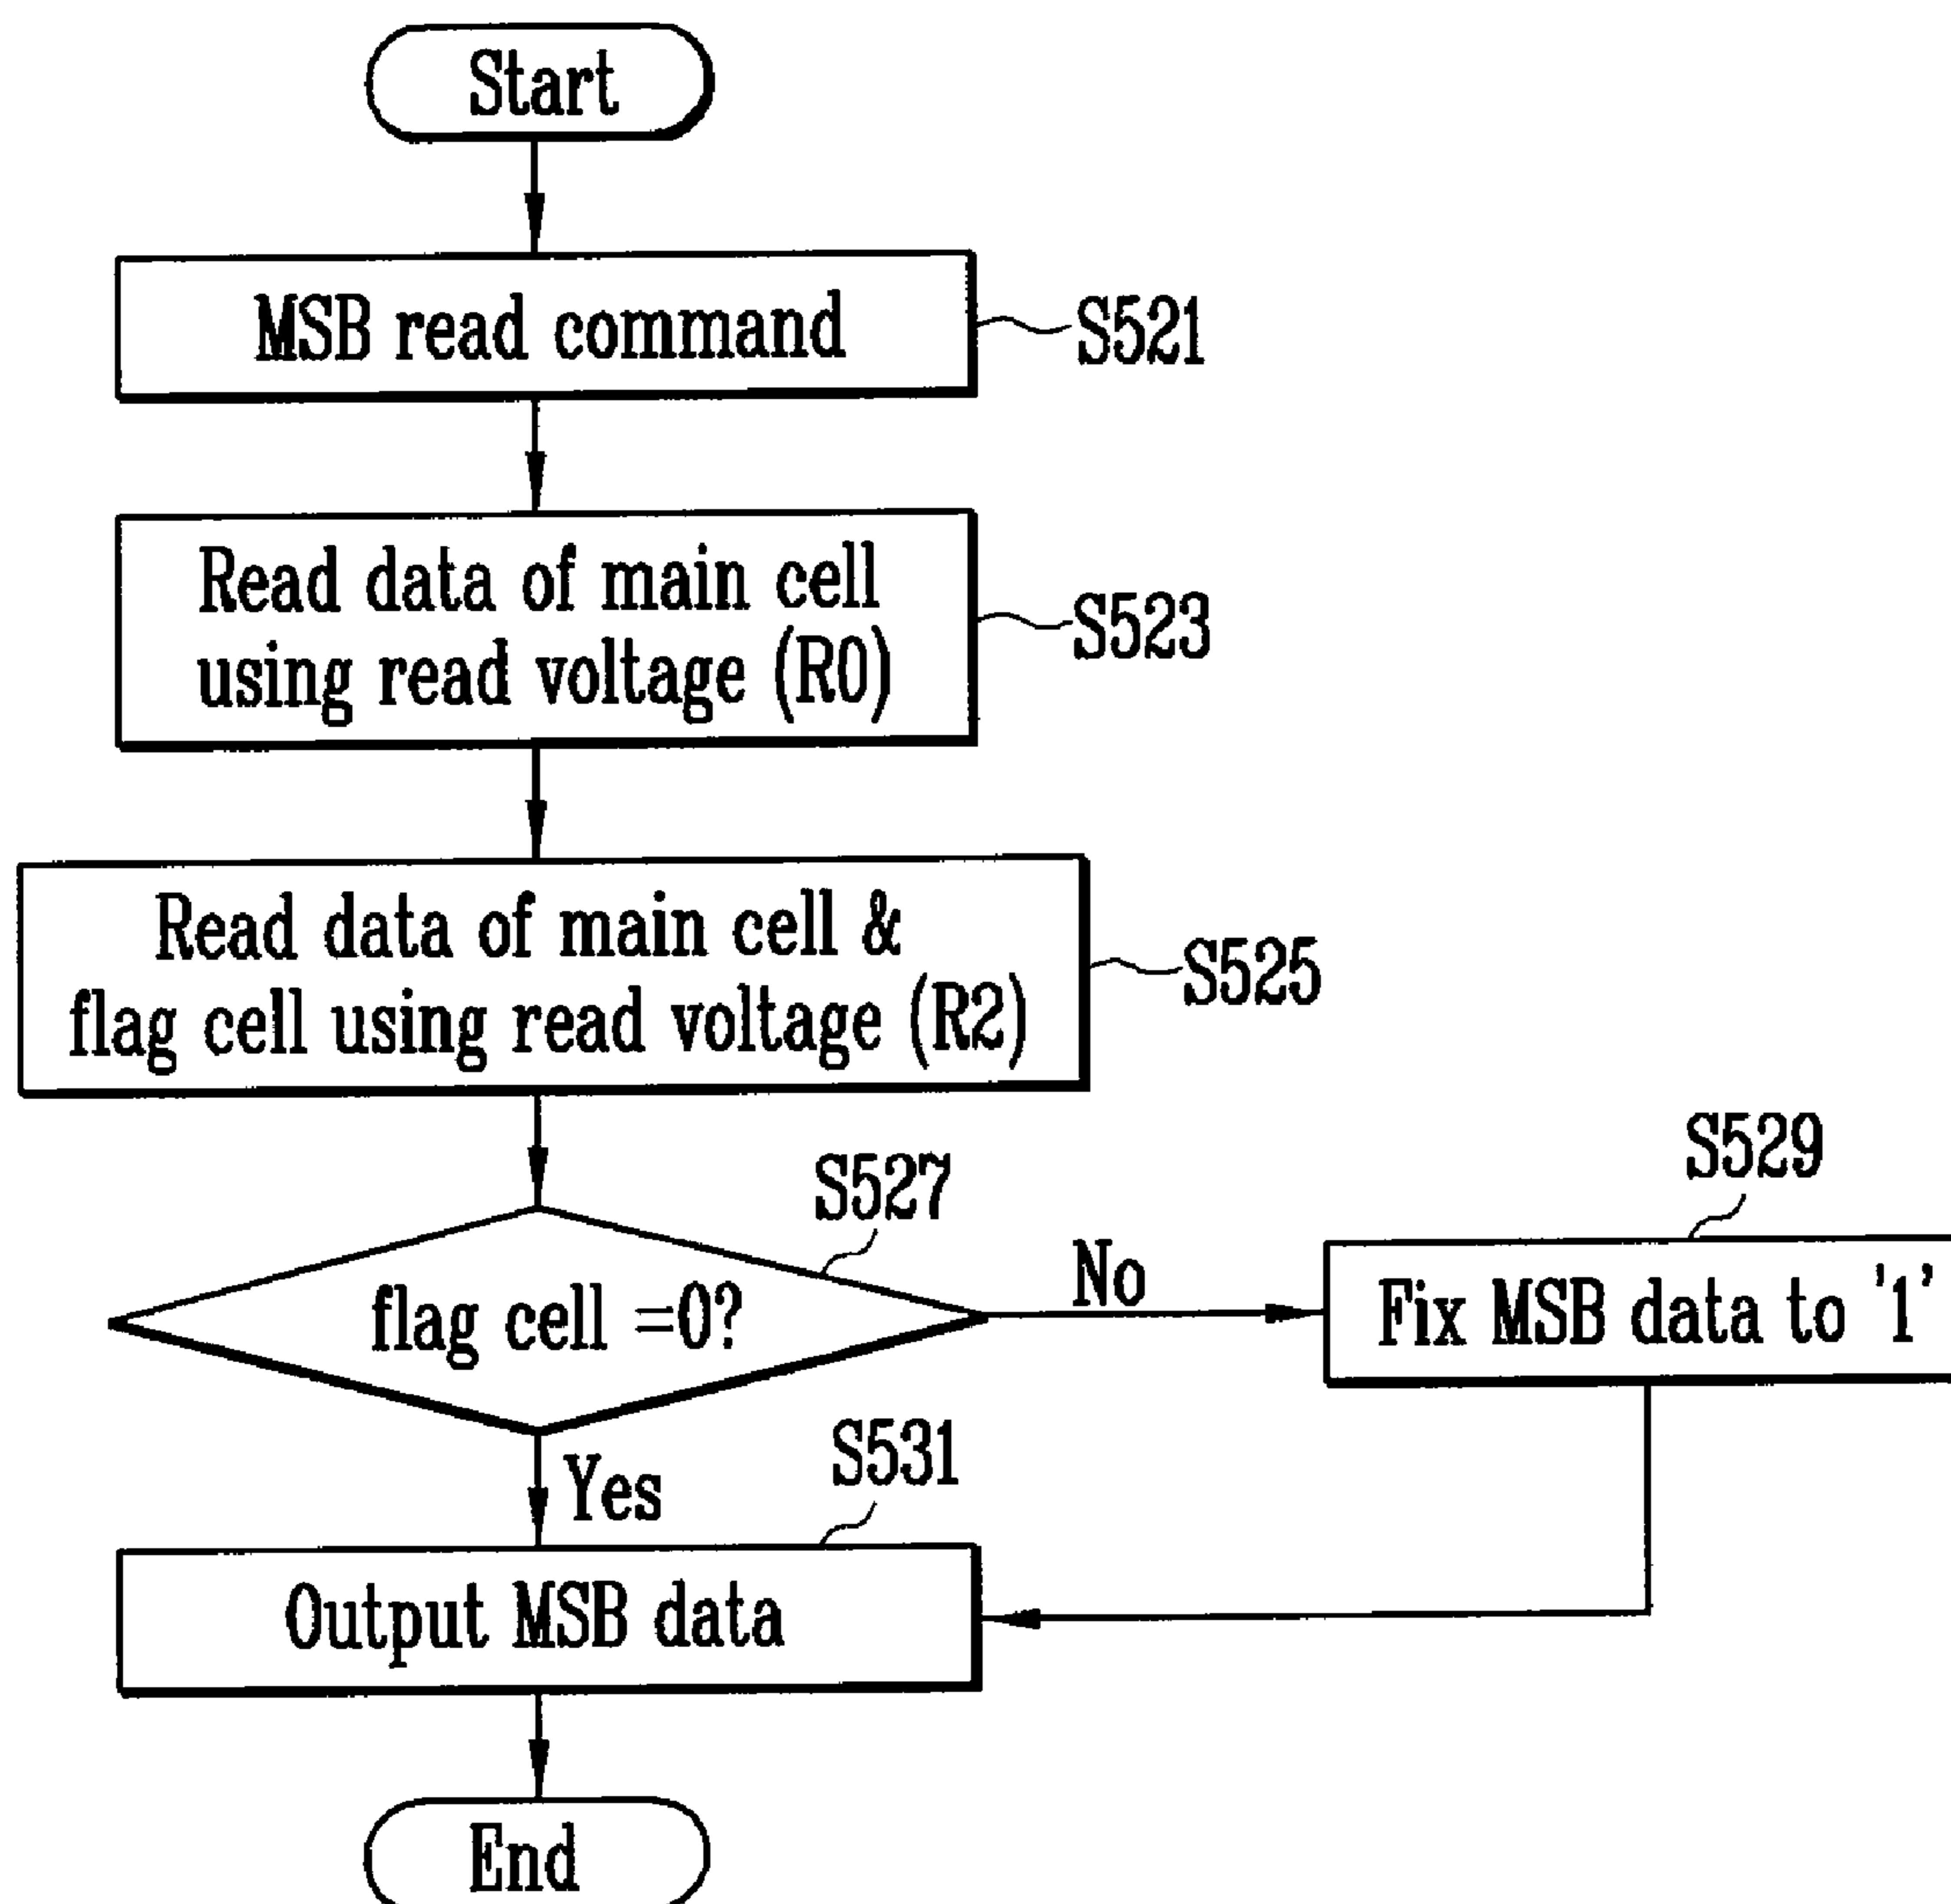 Start
MSB read command
S521
Read data of main cell
using read voltage (R0)
S523
Read data of main cell &
flag cell using read voltage (R2)
S525
S527
flag cell =0?
No
S529
Fix MSB data to '1'
Yes
S531
Output MSB data
End